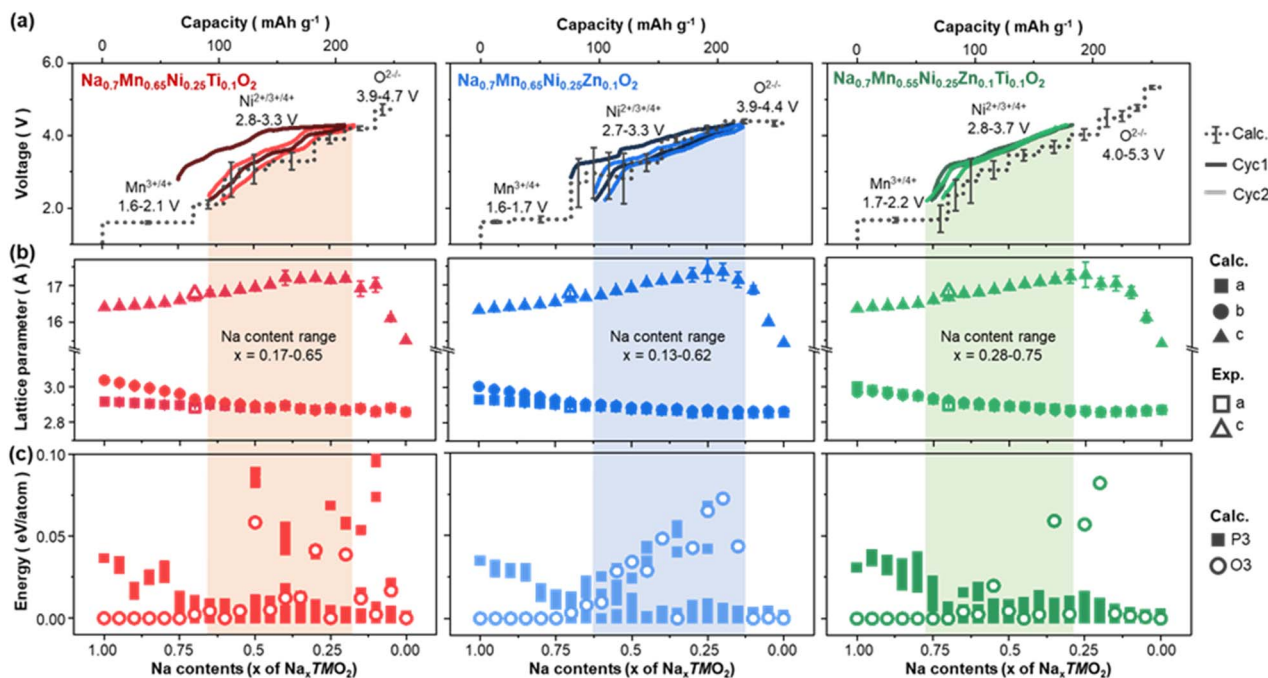 (a)
Capacity ( mAh g⁻¹ )
Capacity ( mAh g⁻¹ )
Capacity ( mAh g⁻¹ )
0 100 200
0 100 200
0 100 200
Voltage ( V )
6.0
4.0
2.0
Na₀.₇Mn₀.₆₅Ni₀.₂₅Ti₀.₁O₂
Ni²⁺/³⁺/⁴⁺
2.8-3.3 V
O²⁻/⁻
3.9-4.7 V
Mn³⁺/⁴⁺
1.6-2.1 V
Na₀.₇Mn₀.₆₅Ni₀.₂₅Zn₀.₁O₂
Ni²⁺/³⁺/⁴⁺
2.7-3.3 V
O²⁻/⁻
3.9-4.4 V
Mn³⁺/⁴⁺
1.6-1.7 V
Na₀.₇Mn₀.₅₅Ni₀.₂₅Zn₀.₁Ti₀.₁O₂
Ni²⁺/³⁺/⁴⁺
2.8-3.7 V
O²⁻/⁻
4.0-5.3 V
Mn³⁺/⁴⁺
1.7-2.2 V
Calc.
Cyc1
Cyc2
(b)
Lattice parameter ( Å )
17
16
3.0
2.8
Na content range
x = 0.17-0.65
Na content range
x = 0.13-0.62
Na content range
x = 0.28-0.75
Calc.
a
b
c
Exp.
a
c
(c)
Energy ( eV/atom )
0.10
0.05
0.00
Calc.
P3
O3
1.00 0.75 0.5 0.25 0.00
1.00 0.75 0.5 0.25 0.00
1.00 0.75 0.5 0.25 0.00
Na contents (x of NaₓTMO₂)
Na contents (x of NaₓTMO₂)
Na contents (x of NaₓTMO₂)